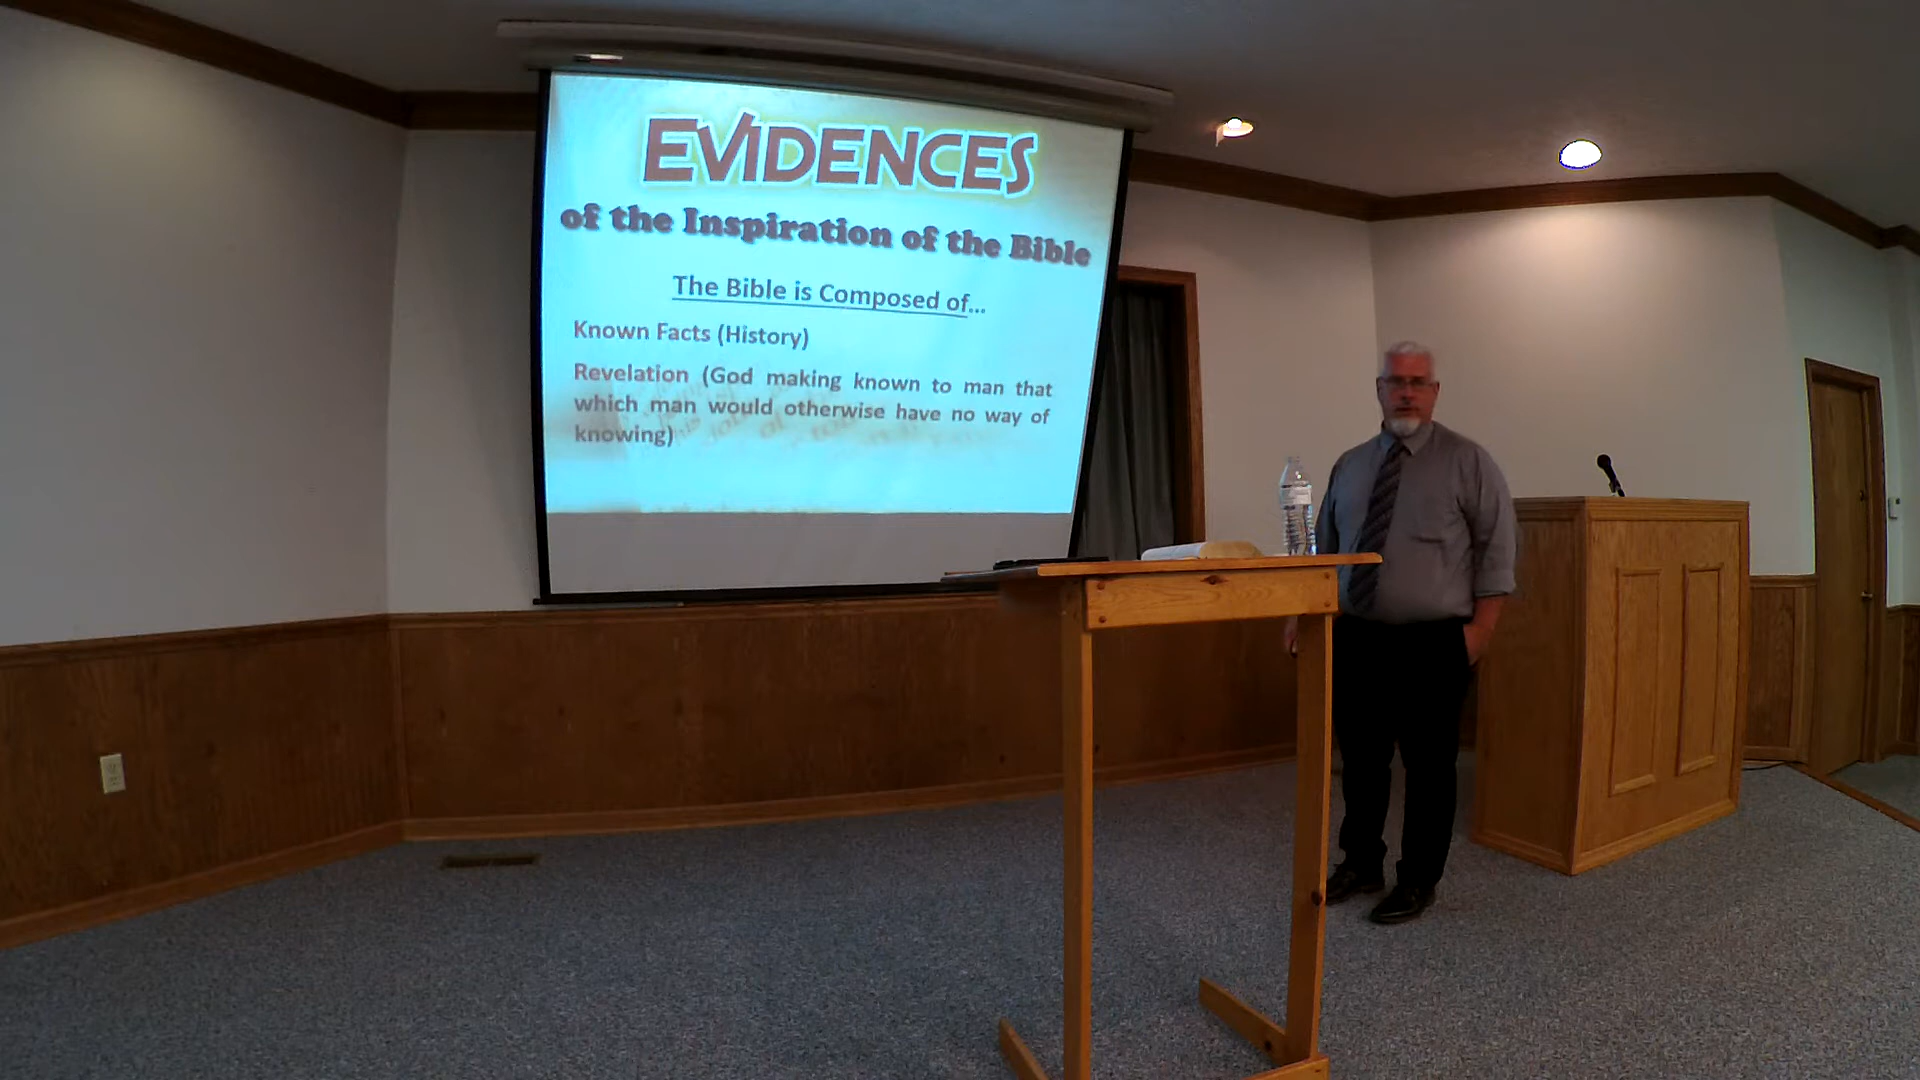 EVIDENCES
of the Inspiration of the Bible
The Bible is Composed of...
Known Facts (History)
Revelation (God making known to man that
which man would otherwise have no way of
knowing)